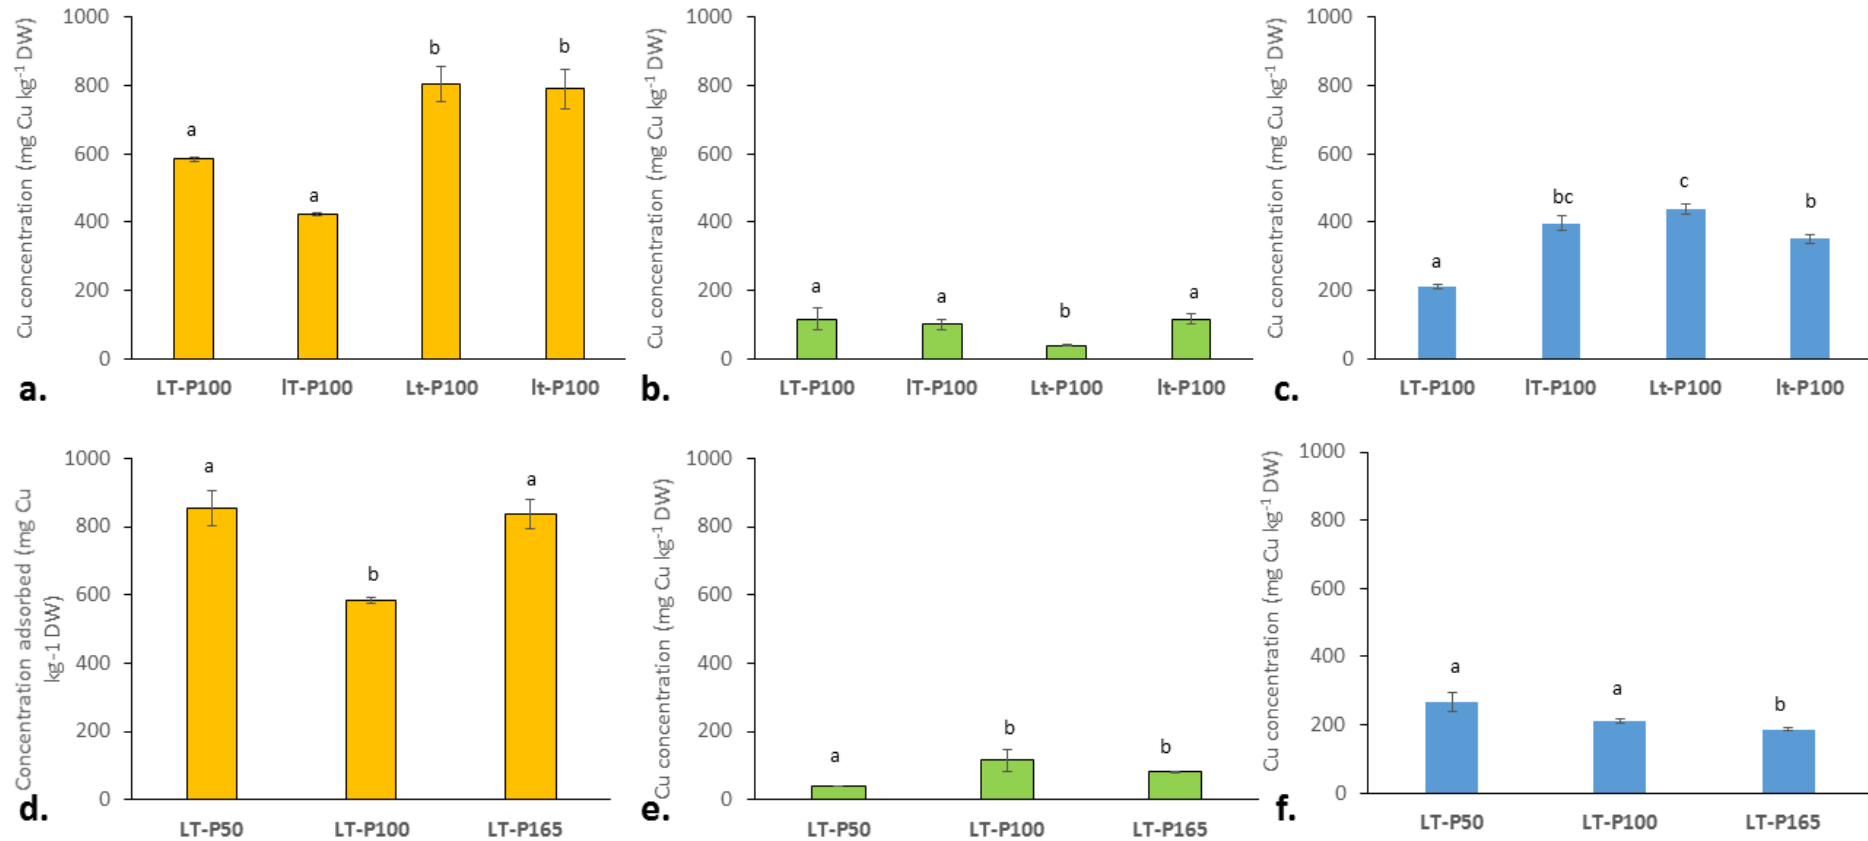 Cu concentration (mg Cu kg-1 DW)
1000
800
600
400
200
0
a
a
b
b
LT-P100 lT-P100 Lt-P100 lt-P100
a.
Cu concentration (mg Cu kg-1 DW)
1000
800
600
400
200
0
a
a
b
a
LT-P100 lT-P100 Lt-P100 lt-P100
b.
Cu concentration (mg Cu kg-1 DW)
1000
800
600
400
200
0
a
bc
c
b
LT-P100 lT-P100 Lt-P100 lt-P100
c.
Concentration adsorbed (mg Cu
kg-1 DW)
1000
800
600
400
200
0
a
b
a
LT-P50 LT-P100 LT-P165
d.
Cu concentration (mg Cu kg-1 DW)
1000
800
600
400
200
0
a
b
b
LT-P50 LT-P100 LT-P165
e.
Cu concentration (mg Cu kg-1 DW)
1000
800
600
400
200
0
a
a
b
LT-P50 LT-P100 LT-P165
f.